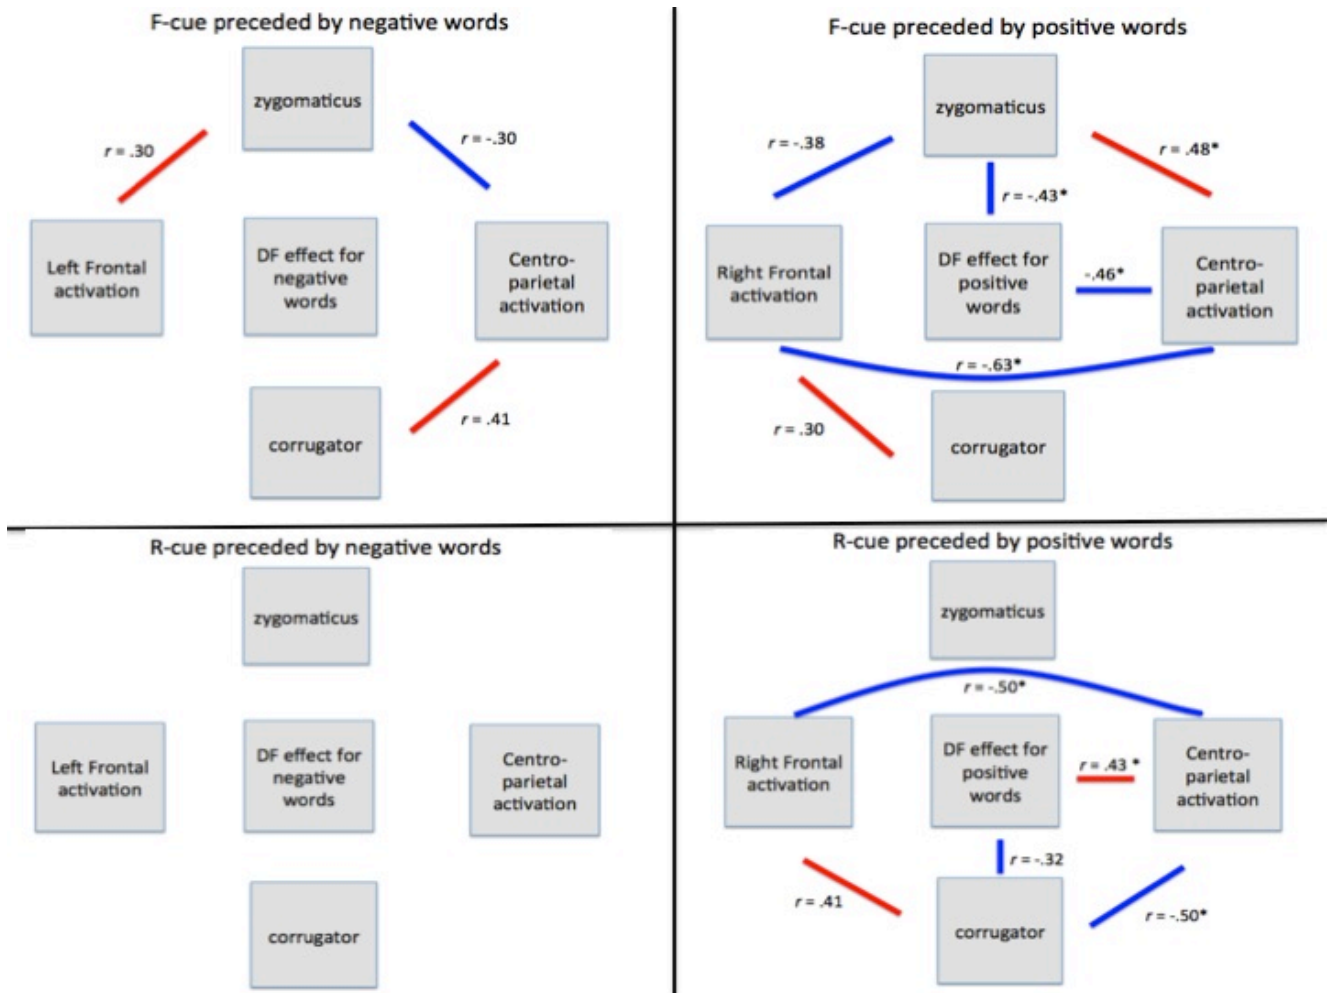 F-cue preceded by negative words
zygomaticus
r = .30
r = -.30
Left Frontal
activation
DF effect for
negative
words
Centro-
parietal
activation
corrugator
r = .41
F-cue preceded by positive words
zygomaticus
r = -.38
r = .48*
r = -.43*
Right Frontal
activation
DF effect for
positive
words
-.46*
Centro-
parietal
activation
r = -.63*
r = .30
corrugator
R-cue preceded by negative words
zygomaticus
Left Frontal
activation
DF effect for
negative
words
Centro-
parietal
activation
corrugator
R-cue preceded by positive words
zygomaticus
r = -.50*
Right Frontal
activation
DF effect for
positive
words
r = .43 *
Centro-
parietal
activation
r = -.32
r = .41
corrugator
r = -.50*